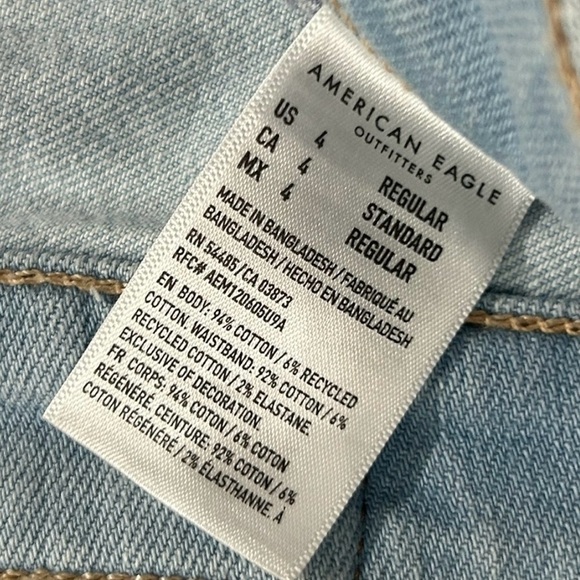 AMERICAN EAGLE
OUTFITTERS
US 4 REGULAR
CA 4 STANDARD
MX 4 REGULAR
MADE IN BANGLADESH / FABRIQUÉ AU
BANGLADESH / HECHO EN BANGLADESH
RN 54485 / CA 03873
RFC# AEM120605U9A
EN BODY: 94% COTTON / 6% RECYCLED
COTTON. WAISTBAND: 92% COTTON / 6%
RECYCLED COTTON / 2% ELASTANE.
EXCLUSIVE OF DECORATION.
FR CORPS: 94% COTON / 6% COTON
RÉGÉNÉRÉ. CEINTURE: 92% COTON / 6%
COTON RÉGÉNÉRÉ / 2% ÉLASTHANNE. À